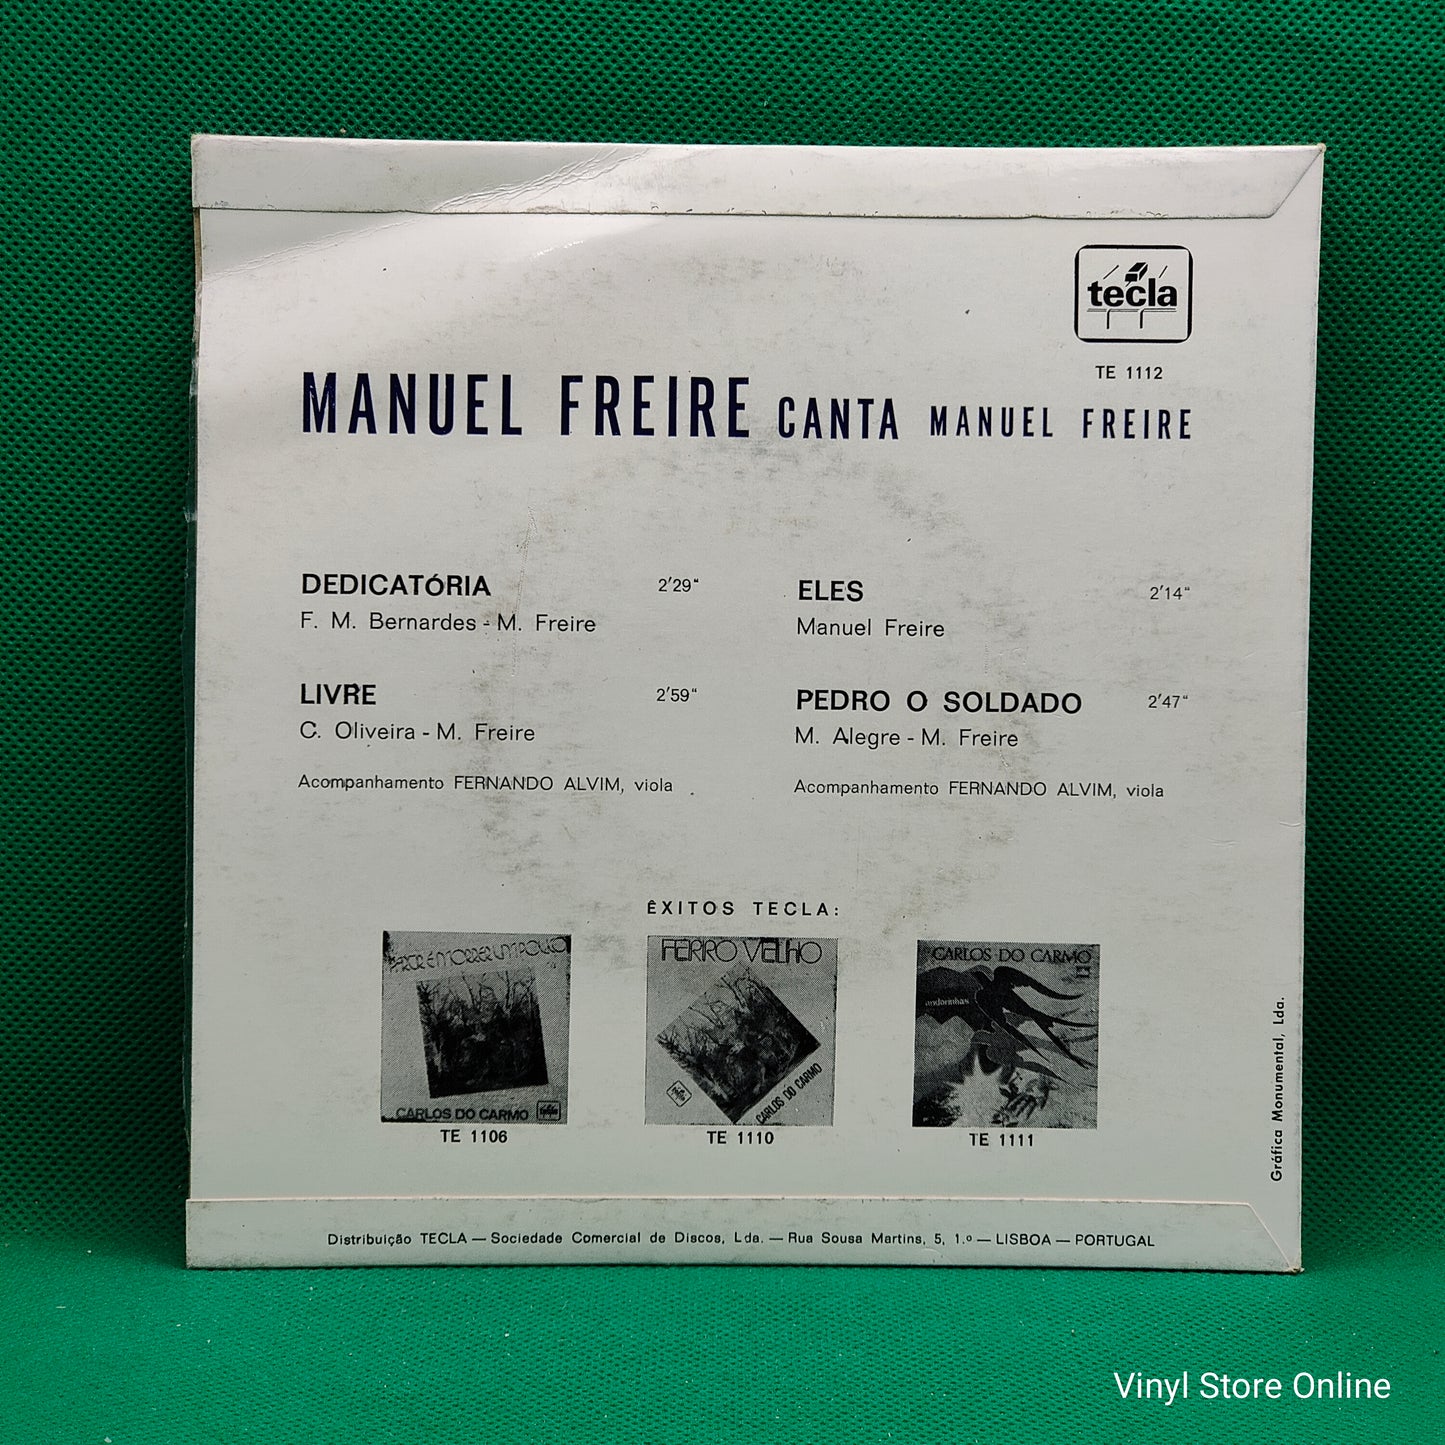 tecla
TE 1112
MANUEL FREIRE CANTA MANUEL FREIRE
DEDICATÓRIA 2'29"
F. M. Bernardes - M. Freire
LIVRE 2'59"
C. Oliveira - M. Freire
Acompanhamento FERNANDO ALVIM, viola
ELES 2'14"
Manuel Freire
PEDRO O SOLDADO 2'47"
M. Alegre - M. Freire
Acompanhamento FERNANDO ALVIM, viola
ÊXITOS TECLA:
POR MORRER UMA
CARLOS DO CARMO
TE 1106
FERRO VELHO
tecla
CARLOS DO CARMO
TE 1110
CARLOS DO CARMO
andorinhas
TE 1111
Gráfica Monumental, Lda.
Distribuição TECLA — Sociedade Comercial de Discos, Lda. — Rua Sousa Martins, 5, 1.º — LISBOA — PORTUGAL
Vinyl Store Online